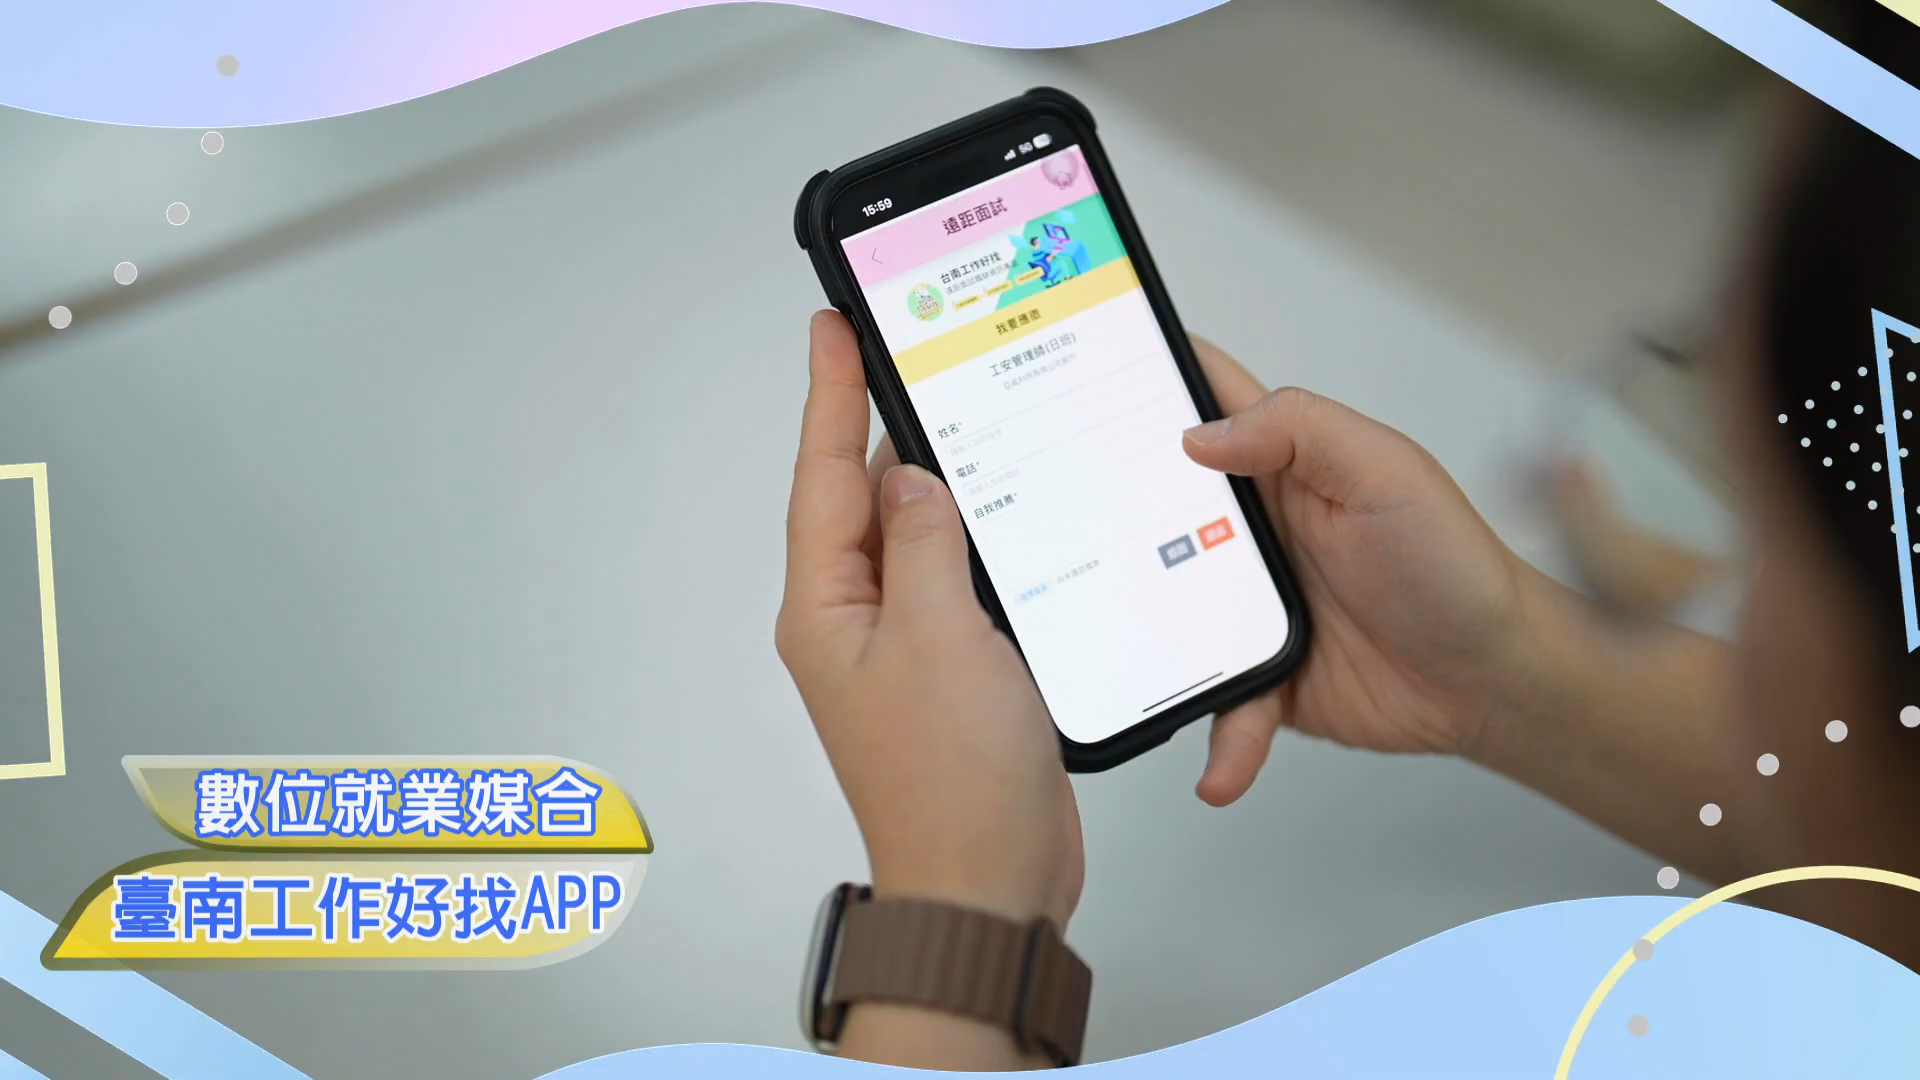 15:59
5G
遠距面試
台南工作好找
我要應徵
工安管理師(日班)
姓名*
電話*
自我推薦*
數位就業媒合
臺南工作好找APP